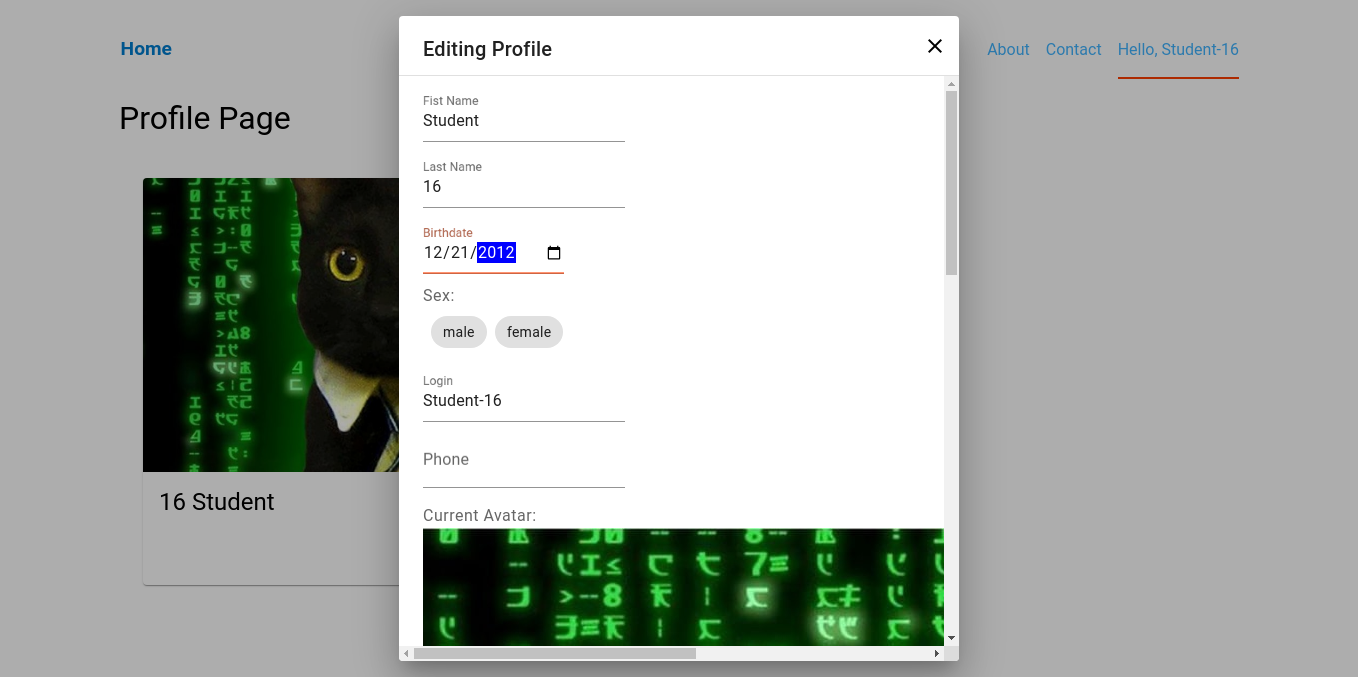 Home
About
Contact
Hello, Student-16
Profile Page
16 Student
Editing Profile
Fist Name
Student
Last Name
16
Birthdate
12/21/2012
Sex:
male
female
Login
Student-16
Phone
Current Avatar: